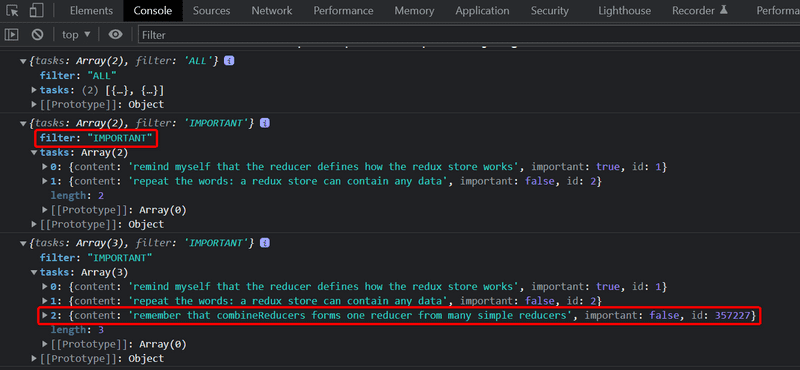 Elements Console Sources Network Performance Memory Application Security Lighthouse Recorder Performa
top Filter
{tasks: Array(2), filter: 'ALL'}
filter: "ALL"
tasks: (2) [{…}, {…}]
[[Prototype]]: Object
{tasks: Array(2), filter: 'IMPORTANT'}
filter: "IMPORTANT"
tasks: Array(2)
0: {content: 'remind myself that the reducer defines how the redux store works', important: true, id: 1}
1: {content: 'repeat the words: a redux store can contain any data', important: false, id: 2}
length: 2
[[Prototype]]: Array(0)
[[Prototype]]: Object
{tasks: Array(3), filter: 'IMPORTANT'}
filter: "IMPORTANT"
tasks: Array(3)
0: {content: 'remind myself that the reducer defines how the redux store works', important: true, id: 1}
1: {content: 'repeat the words: a redux store can contain any data', important: false, id: 2}
2: {content: 'remember that combineReducers forms one reducer from many simple reducers', important: false, id: 357227}
length: 3
[[Prototype]]: Array(0)
[[Prototype]]: Object